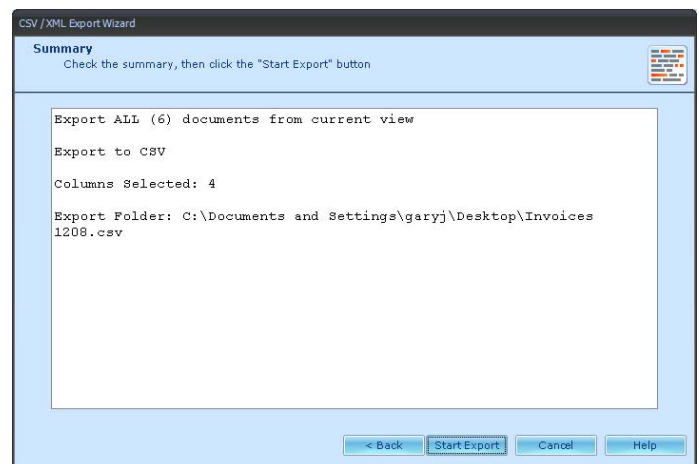 CSV / XML Export Wizard
Summary
Check the summary, then click the "Start Export" button
Export ALL (6) documents from current view
Export to CSV
Columns Selected: 4
Export Folder: C:\Documents and Settings\garyj\Desktop\Invoices
1208.csv
< Back Start Export Cancel Help